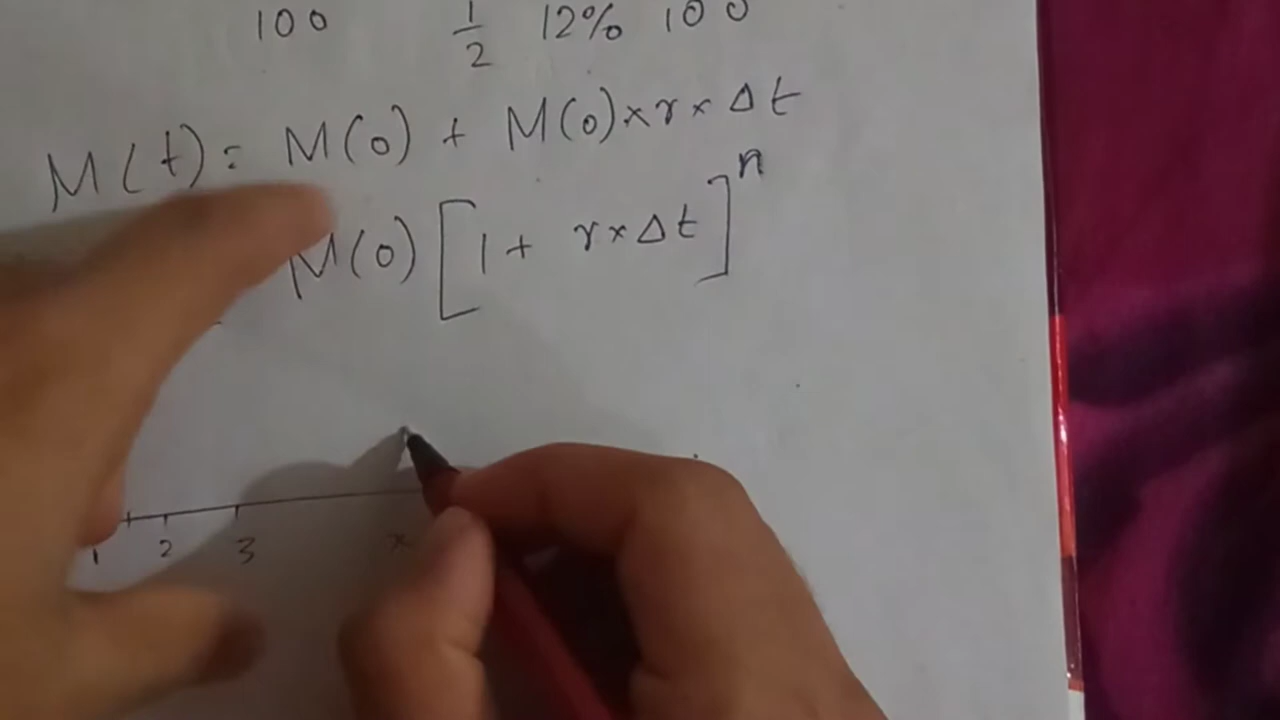 100 1/2 12% 100
M(t) = M(0) + M(0)×r×Δt
M(0) [1 + r×Δt]^n
1 2 3 x